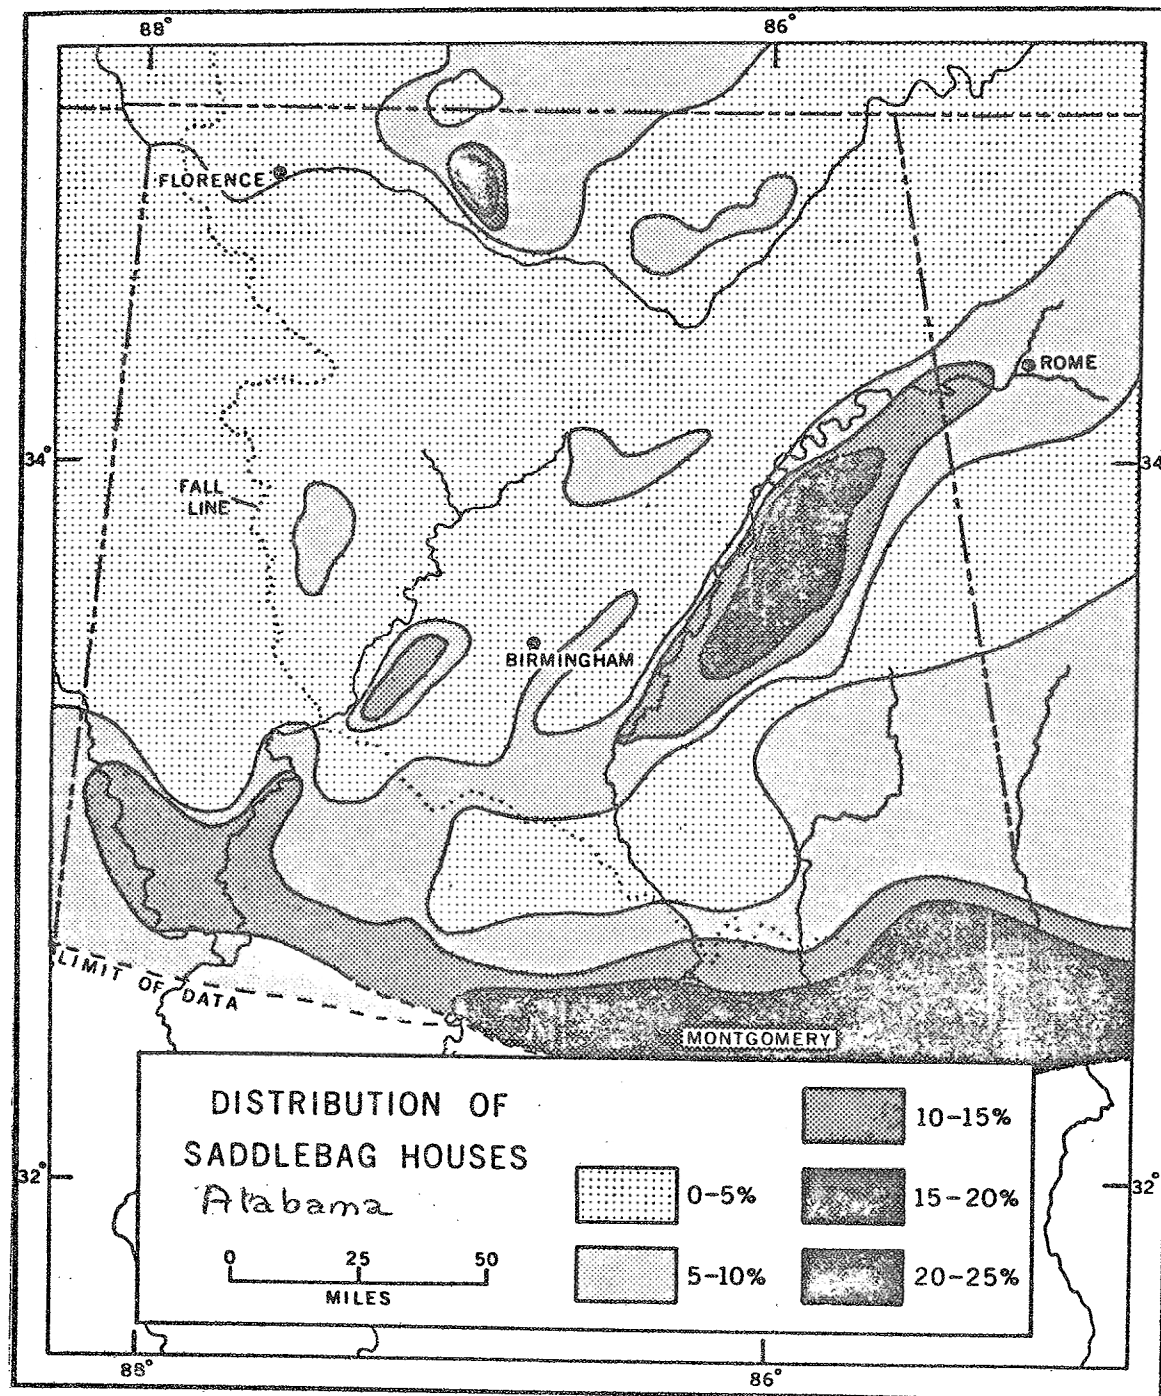 88°
86°
FLORENCE
ROME
34°
34
FALL
LINE
BIRMINGHAM
LIMIT OF DATA
MONTGOMERY
DISTRIBUTION OF
SADDLEBAG HOUSES
Alabama
0 25 50
MILES
0-5%
5-10%
10-15%
15-20%
20-25%
32°
32°
88°
86°